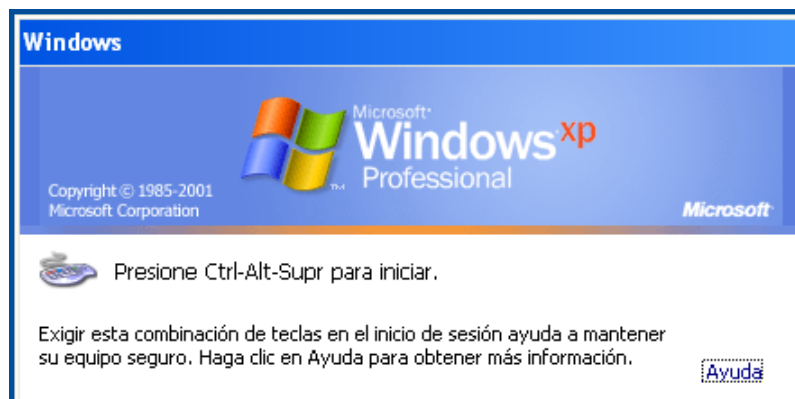 Windows
Microsoft®
Windows xp
Professional
TM
Copyright © 1985-2001
Microsoft Corporation
Microsoft®
Presione Ctrl-Alt-Supr para iniciar.
Exigir esta combinación de teclas en el inicio de sesión ayuda a mantener
su equipo seguro. Haga clic en Ayuda para obtener más información.
Ayuda